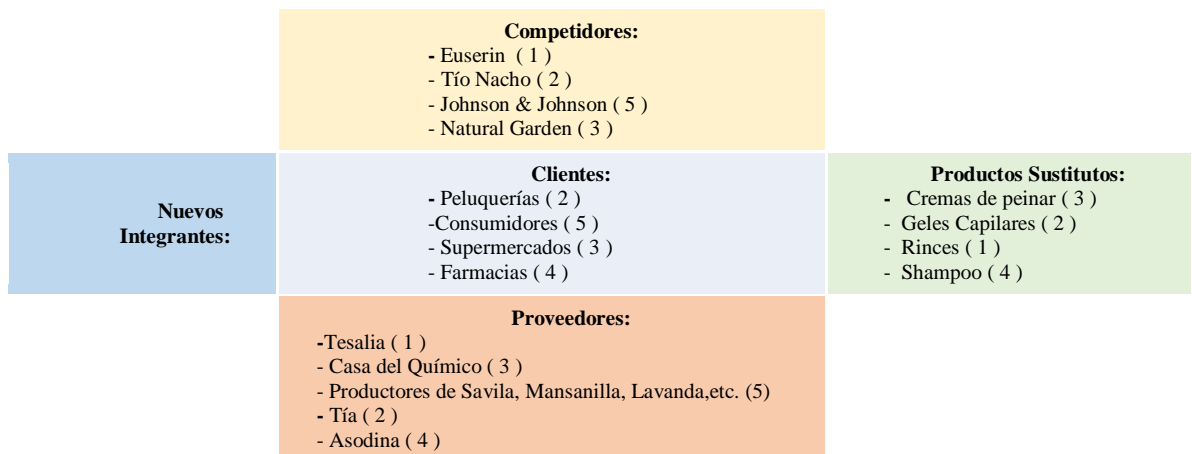 Competidores:
- Euserin ( 1 )
- Tío Nacho ( 2 )
- Johnson & Johnson ( 5 )
- Natural Garden ( 3 )
Nuevos
Integrantes:
Clientes:
- Peluquerías ( 2 )
-Consumidores ( 5 )
- Supermercados ( 3 )
- Farmacias ( 4 )
Productos Sustitutos:
- Cremas de peinar ( 3 )
- Geles Capilares ( 2 )
- Rinces ( 1 )
- Shampoo ( 4 )
Proveedores:
-Tesalia ( 1 )
- Casa del Químico ( 3 )
- Productores de Savila, Mansanilla, Lavanda,etc. (5)
- Tía ( 2 )
- Asodina ( 4 )